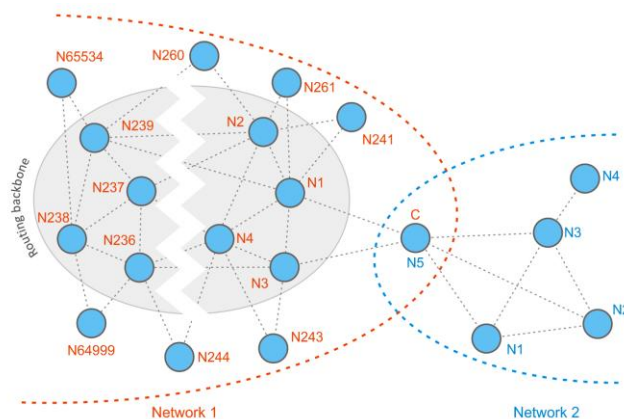 N65534
N260
N261
N239
N2
N241
N237
N1
Routing backbone
N238
N236
N4
N3
N64999
N244
N243
C
N5
N4
N3
N2
N1
Network 1
Network 2